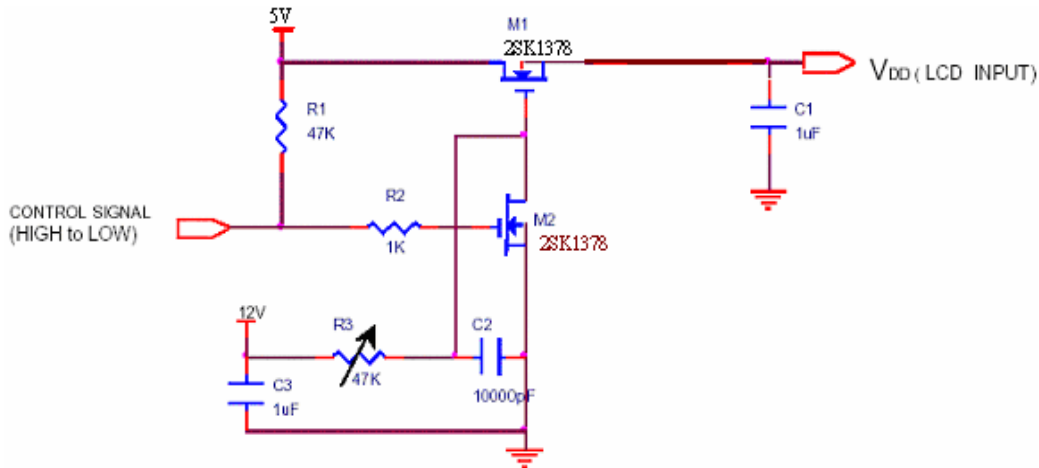 5V
M1
2SK1378
VDD ( LCD INPUT)
R1
47K
C1
1uF
R2
CONTROL SIGNAL
(HIGH to LOW)
1K
M2
2SK1378
12V
R3
C2
47K
10000pF
C3
1uF